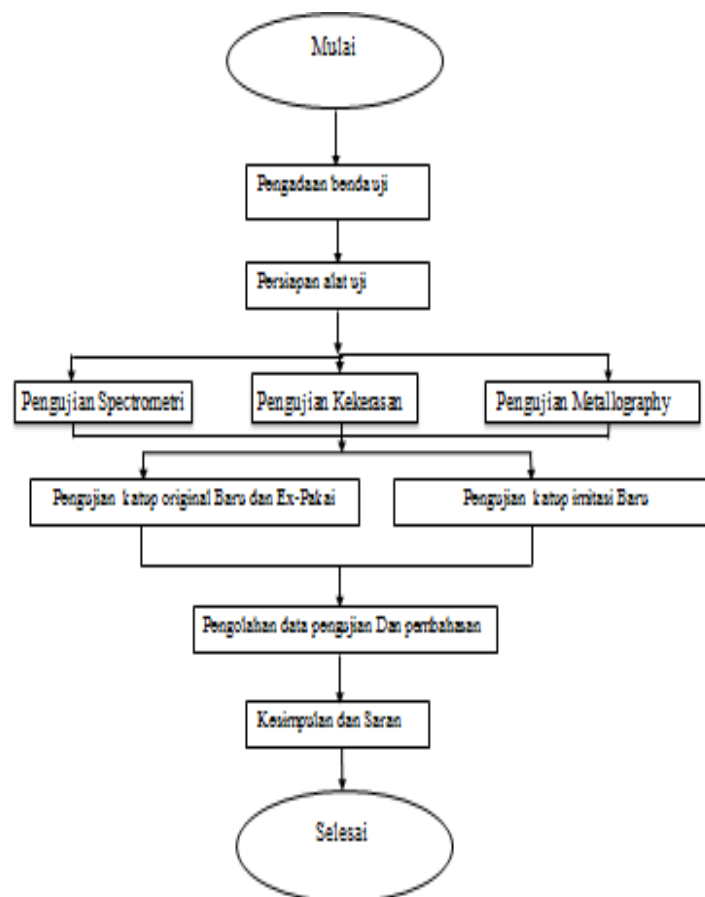 Mulai
Pengadaan benda uji
Persiapan alat uji
Pengujian Spectrometri
Pengujian Kekerasan
Pengujian Metallography
Pengujian katup original Baru dan Ex-Pakai
Pengujian katup imitasi Baru
Pengolahan data pengujian Dan pembahasan
Kesimpulan dan Saran
Selesai